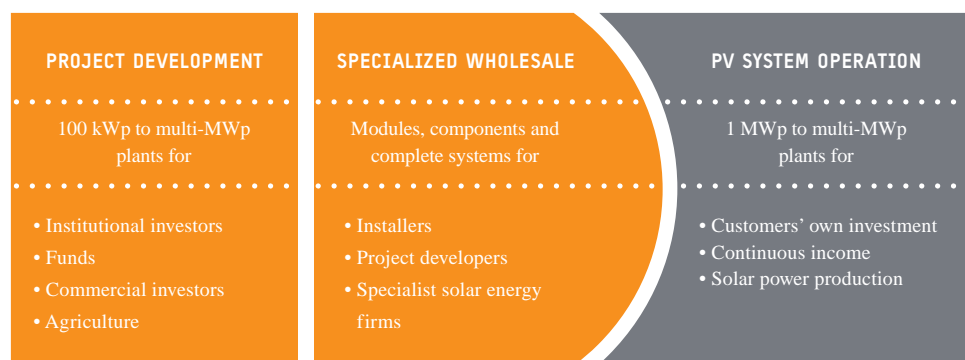 PROJECT DEVELOPMENT
100 kWp to multi-MWp
plants for
• Institutional investors
• Funds
• Commercial investors
• Agriculture
SPECIALIZED WHOLESALE
Modules, components and
complete systems for
• Installers
• Project developers
• Specialist solar energy
firms
PV SYSTEM OPERATION
1 MWp to multi-MWp
plants for
• Customers’ own investment
• Continuous income
• Solar power production